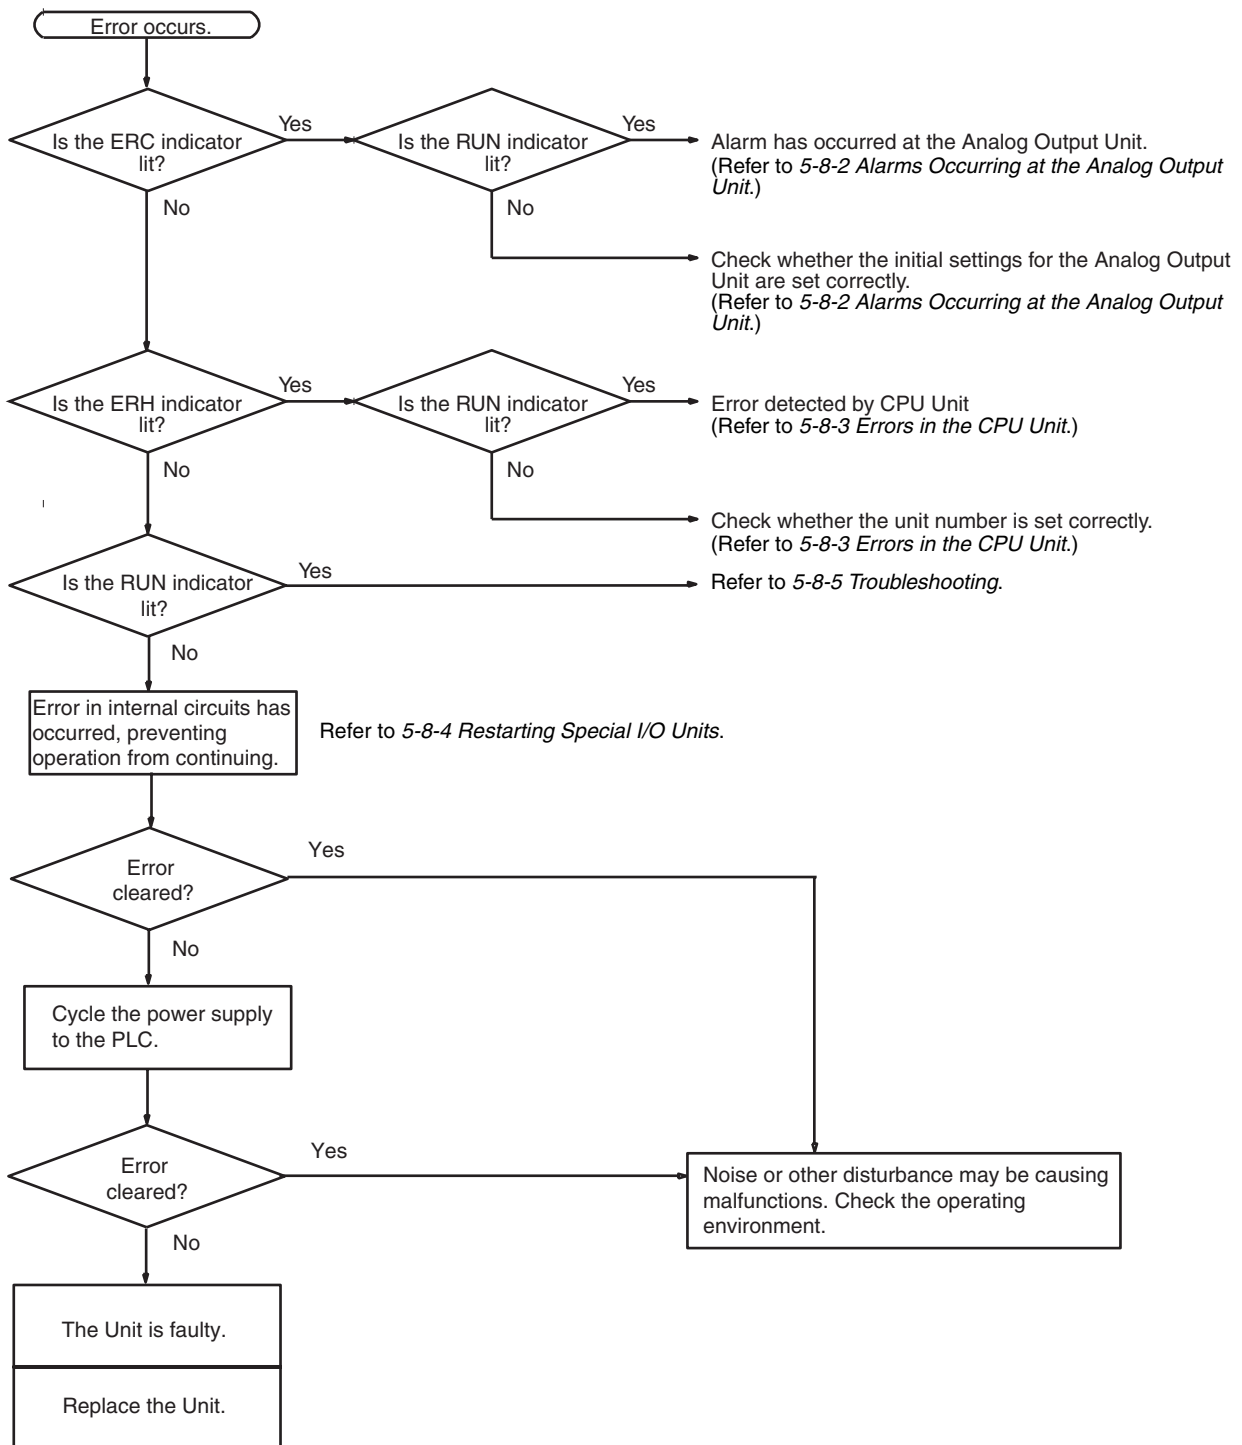 Error occurs.
Is the ERC indicator
lit?
Yes
Is the RUN indicator
lit?
Yes
Alarm has occurred at the Analog Output Unit.
(Refer to 5-8-2 Alarms Occurring at the Analog Output
Unit.)
No
No
Check whether the initial settings for the Analog Output
Unit are set correctly.
(Refer to 5-8-2 Alarms Occurring at the Analog Output
Unit.)
Is the ERH indicator
lit?
Yes
Is the RUN indicator
lit?
Yes
Error detected by CPU Unit
(Refer to 5-8-3 Errors in the CPU Unit.)
No
No
Check whether the unit number is set correctly.
(Refer to 5-8-3 Errors in the CPU Unit.)
Is the RUN indicator
lit?
Yes
Refer to 5-8-5 Troubleshooting.
No
Error in internal circuits has
occurred, preventing
operation from continuing.
Refer to 5-8-4 Restarting Special I/O Units.
Error
cleared?
Yes
No
Cycle the power supply
to the PLC.
Error
cleared?
Yes
Noise or other disturbance may be causing
malfunctions. Check the operating
environment.
No
The Unit is faulty.
Replace the Unit.